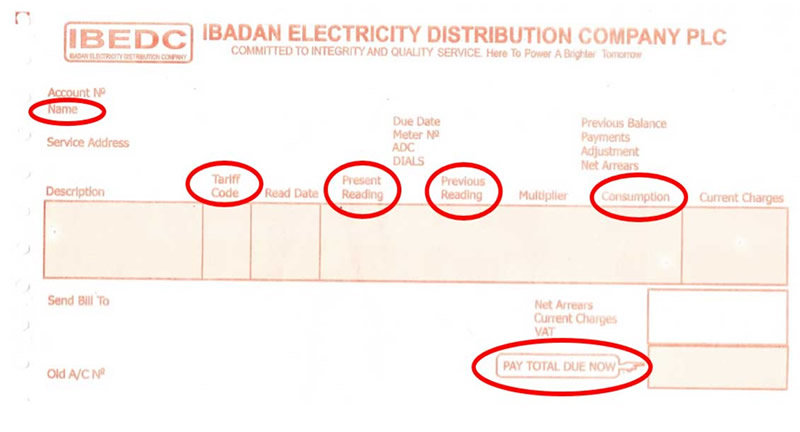 IBEDC
IBADAN ELECTRICITY DISTRIBUTION COMPANY
IBADAN ELECTRICITY DISTRIBUTION COMPANY PLC
COMMITTED TO INTEGRITY AND QUALITY SERVICE. Here To Power A Brighter Tomorrow
Account Nº
Name
Service Address
Due Date
Meter Nº
ADC
DIALS
Previous Balance
Payments
Adjustment
Net Arrears
Description
Tariff
Code
Read Date
Present
Reading
Previous
Reading
Multiplier
Consumption
Current Charges
Send Bill To
Net Arrears
Current Charges
VAT
PAY TOTAL DUE NOW
Old A/C Nº